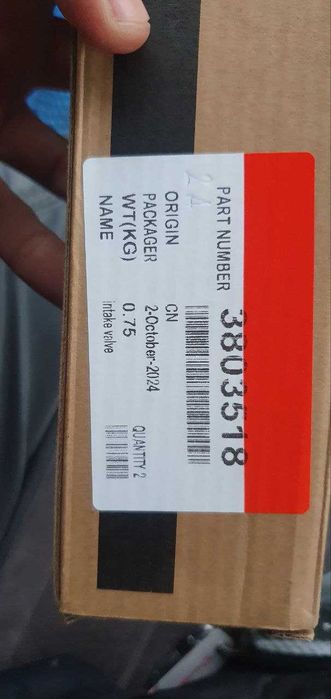 PART NUMBER 3803518
24
ORIGIN CN
PACKAGER 2-October-2024
WT(KG) 0.75 QUANTITY 2
NAME intake valve